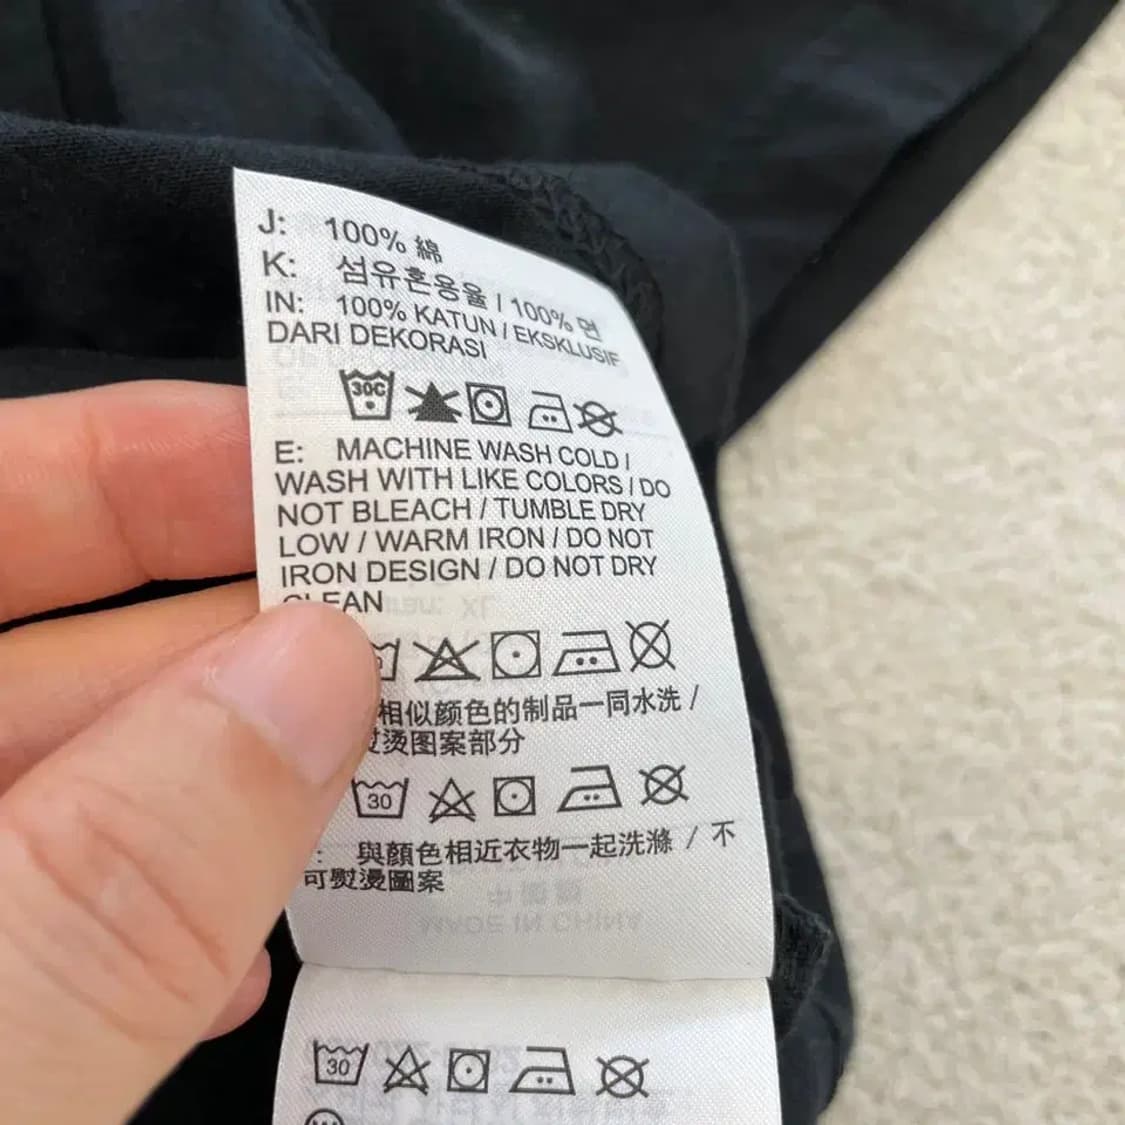 J: 100% 綿
K: 섬유혼용율 / 100% 면
IN: 100% KATUN / EKSKLUSIF
DARI DEKORASI
30C
E: MACHINE WASH COLD /
WASH WITH LIKE COLORS / DO
NOT BLEACH / TUMBLE DRY
LOW / WARM IRON / DO NOT
IRON DESIGN / DO NOT DRY
CLEAN
相似颜色的制品一同水洗 /
熨烫图案部分
30
: 與顏色相近衣物一起洗滌 / 不
可熨燙圖案
30